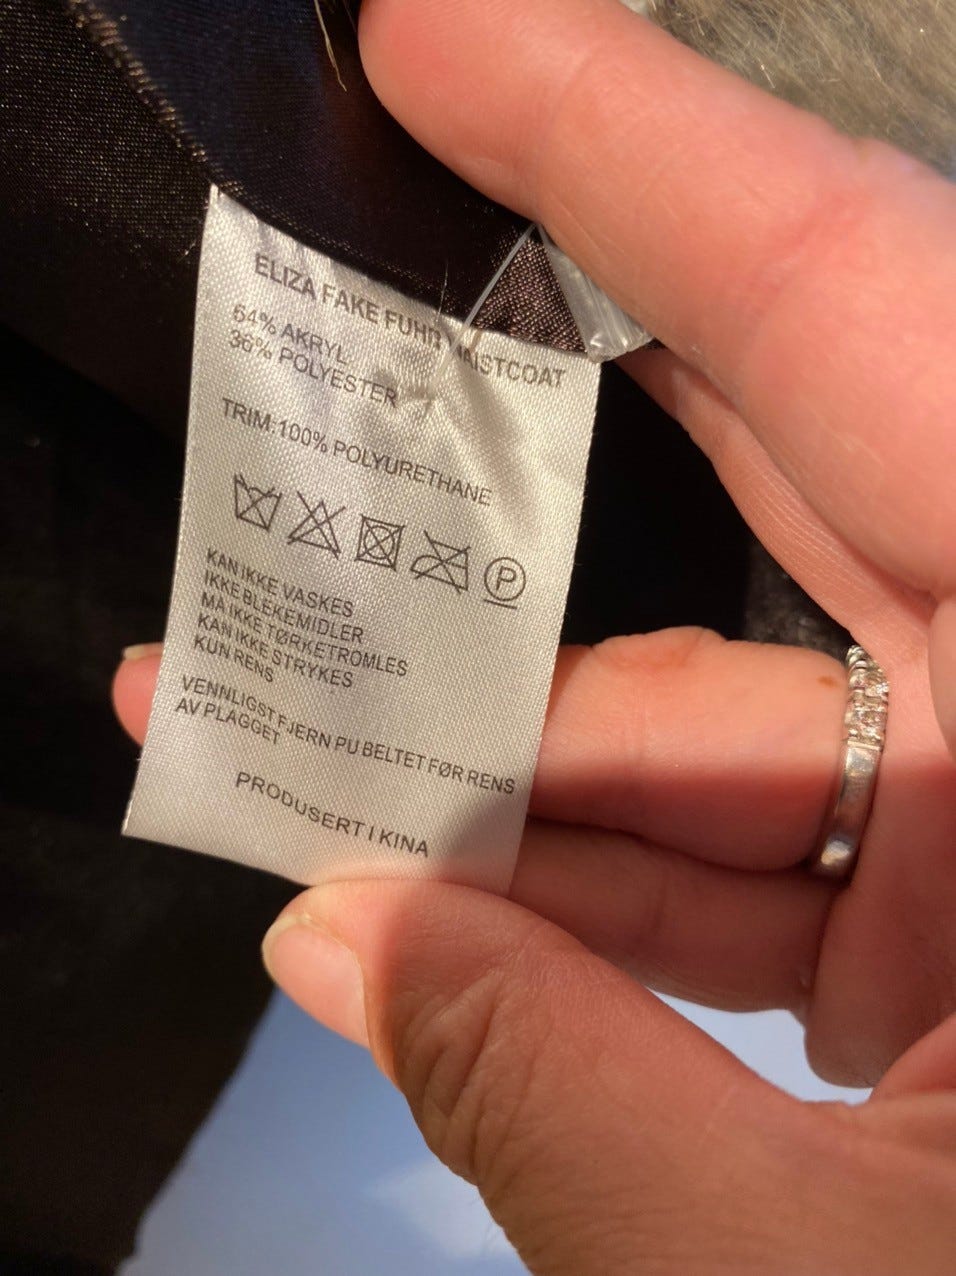 ELIZA FAKE FUHR WAISTCOAT
64% AKRYL
36% POLYESTER
TRIM:100% POLYURETHANE
P
KAN IKKE VASKES
IKKE BLEKEMIDLER
MA IKKE TØRKETROMLES
KAN IKKE STRYKES
KUN RENS
VENNLIGST FJERN PU BELTET FØR RENS
AV PLAGGET
PRODUSERT I KINA